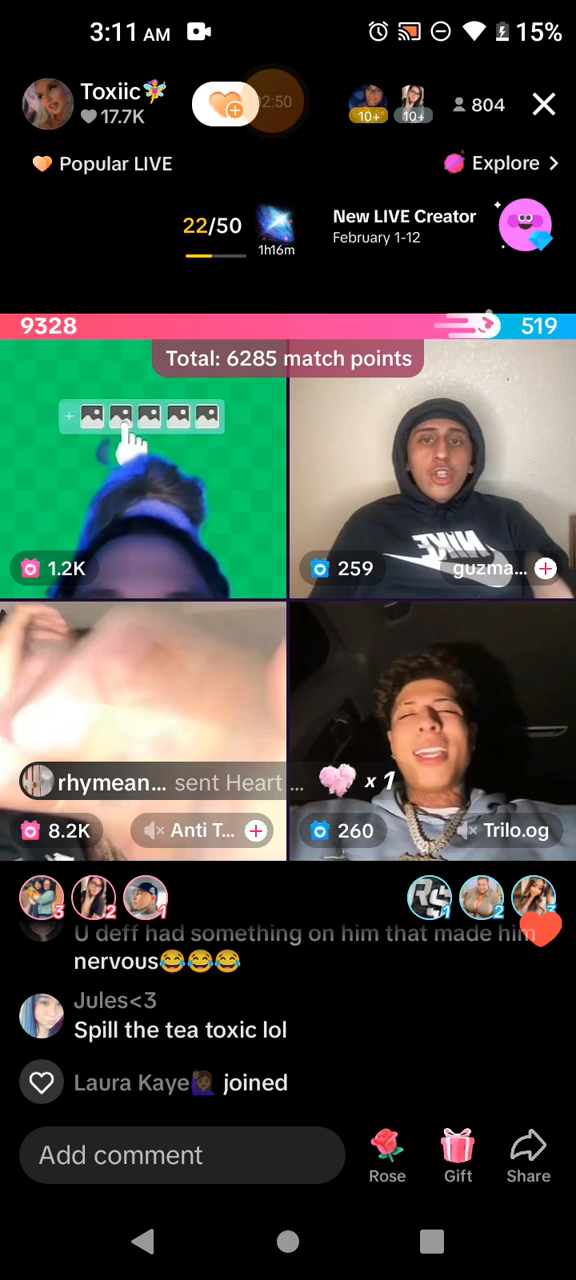 3:11 AM
15%
Toxiic
17.7K
2:50
10+
10+
804
Popular LIVE
Explore
22/50
1h16m
New LIVE Creator
February 1-12
9328
519
Total: 6285 match points
1.2K
NIKE
259
guzma...
rhymean... sent Heart ...
x 1
8.2K
Anti T...
260
Trilo.og
3
2
1
RS
1
2
3
U deff had something on him that made him
nervous😂😂😂
Jules<3
Spill the tea toxic lol
Laura Kaye🙋🏾‍♀️ joined
Add comment
Rose
Gift
Share